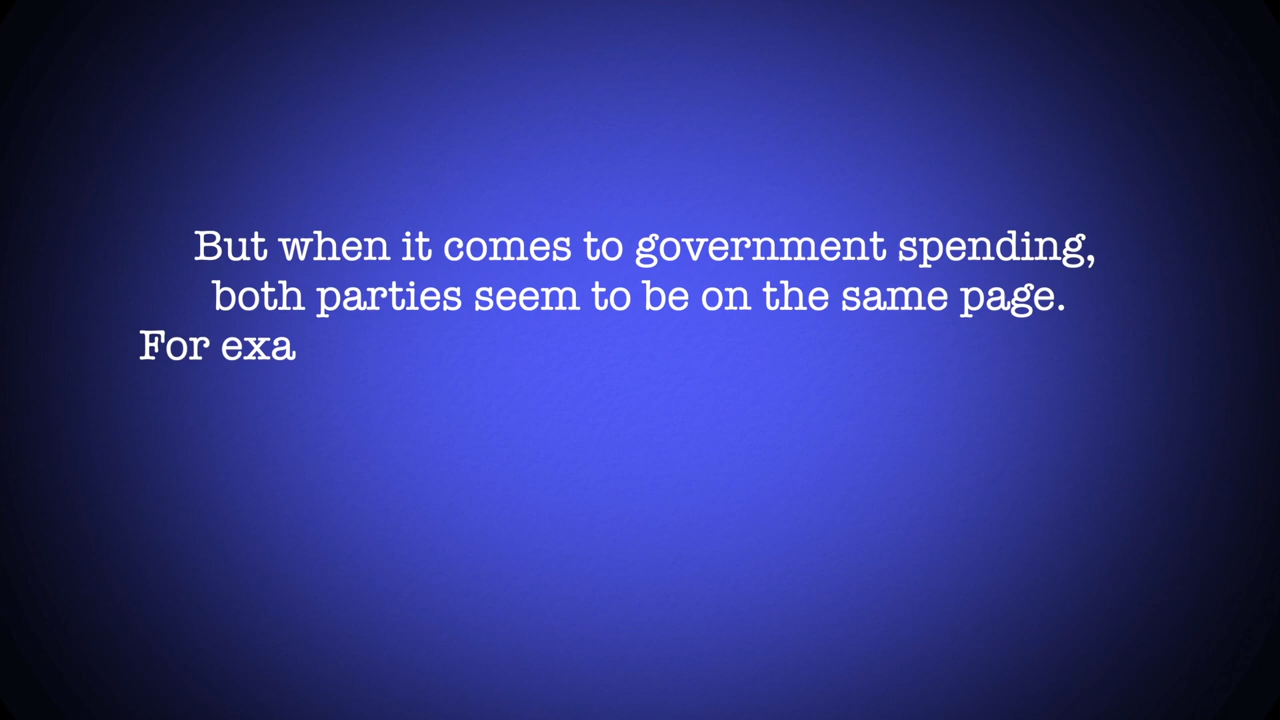 But when it comes to government spending,
both parties seem to be on the same page.
For exa